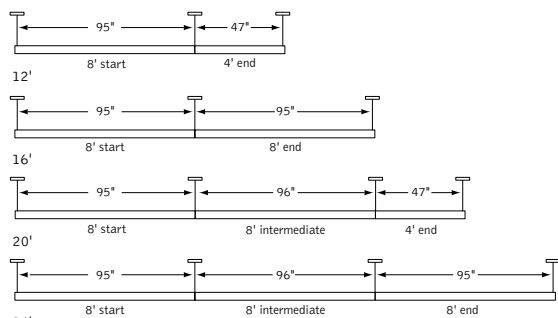 95" 47"
8' start 4' end
12'
95" 95"
8' start 8' end
16'
95" 96" 47"
8' start 8' intermediate 4' end
20'
95" 96" 95"
8' start 8' intermediate 8' end